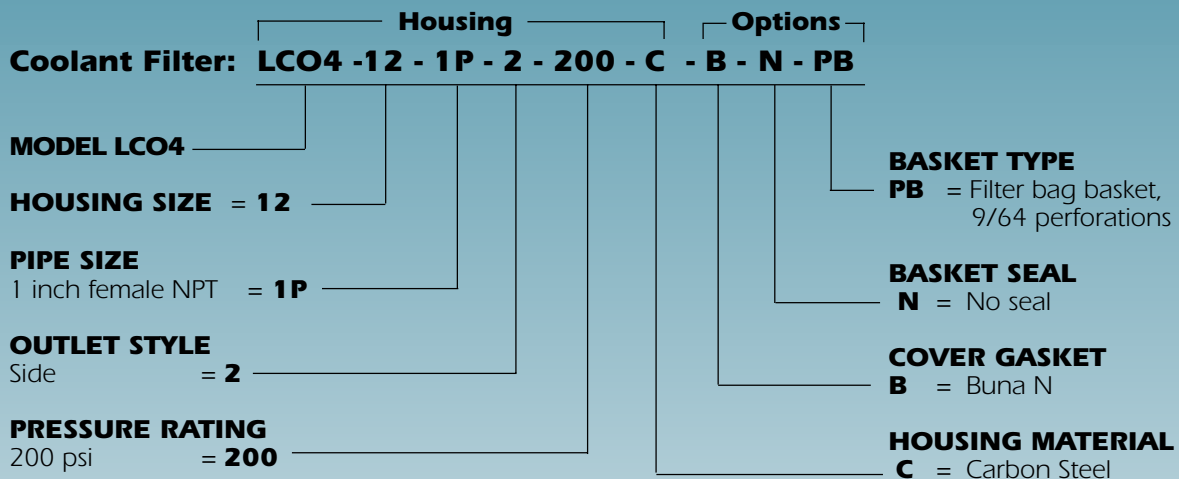 Housing Options
Coolant Filter: LCO4 -12 - 1P - 2 - 200 - C - B - N - PB
MODEL LCO4
HOUSING SIZE = 12
PIPE SIZE
1 inch female NPT = 1P
OUTLET STYLE
Side = 2
PRESSURE RATING
200 psi = 200
BASKET TYPE
PB = Filter bag basket,
9/64 perforations
BASKET SEAL
N = No seal
COVER GASKET
B = Buna N
HOUSING MATERIAL
C = Carbon Steel